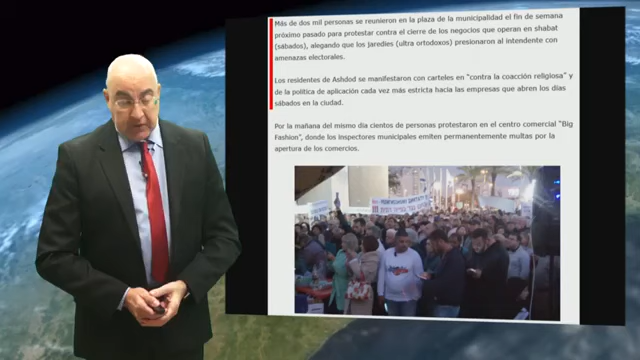 Más de dos mil personas se reunieron en la plaza de la municipalidad el fin de semana
próximo pasado para protestar contra el cierre de los negocios que operan en shabat
(sábados), alegando que los jaredies (ultra ortodoxos) presionaron al intendente con
amenazas electorales.
Los residentes de Ashdod se manifestaron con carteles en "contra la coacción religiosa" y
de la política de aplicación cada vez más estricta hacia las empresas que abren los días
sábados en la ciudad.
Por la mañana del mismo día cientos de personas protestaron en el centro comercial "Big
Fashion", donde los inspectores municipales emiten permanentemente multas por la
apertura de los comercios.